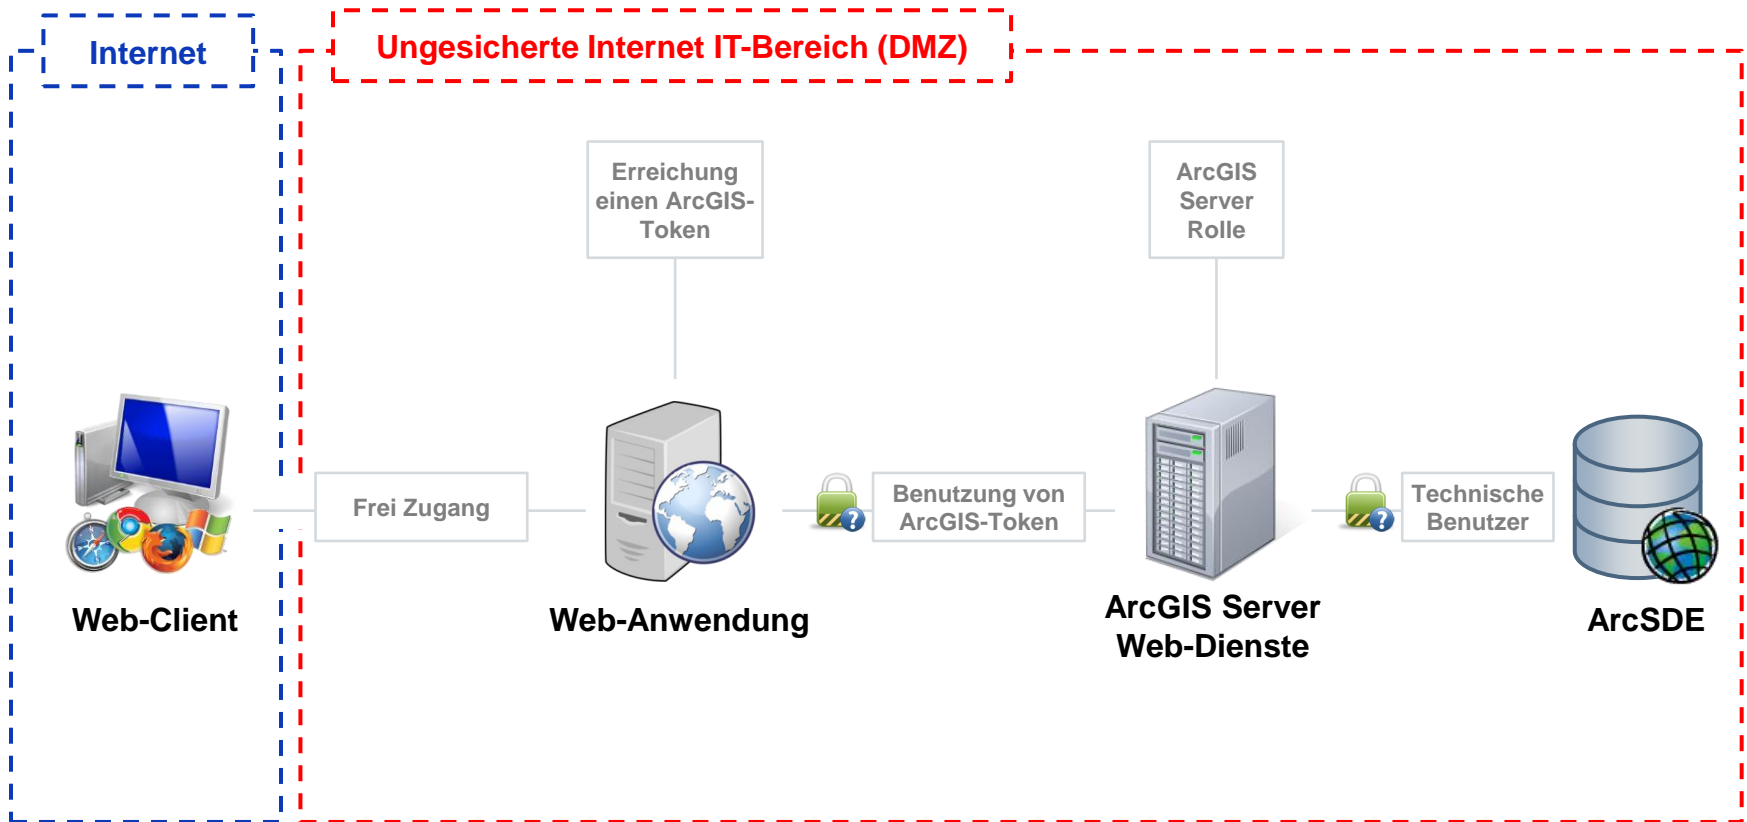 Internet
Ungesicherte Internet IT-Bereich (DMZ)
Erreichung
einen ArcGIS-
Token
ArcGIS
Server
Rolle
Frei Zugang
Benutzung von
ArcGIS-Token
Technische
Benutzer
Web-Client
Web-Anwendung
ArcGIS Server
Web-Dienste
ArcSDE